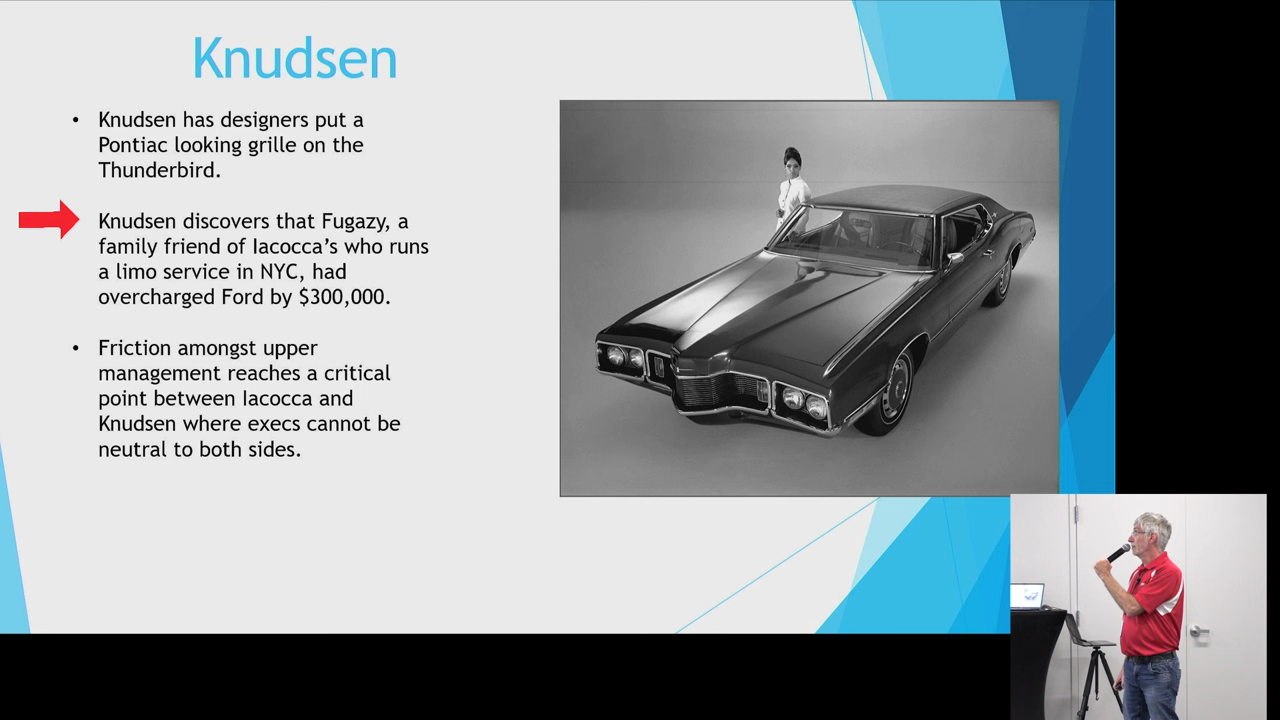 Knudsen
• Knudsen has designers put a
Pontiac looking grille on the
Thunderbird.
Knudsen discovers that Fugazy, a
family friend of Iacocca’s who runs
a limo service in NYC, had
overcharged Ford by $300,000.
• Friction amongst upper
management reaches a critical
point between Iacocca and
Knudsen where execs cannot be
neutral to both sides.